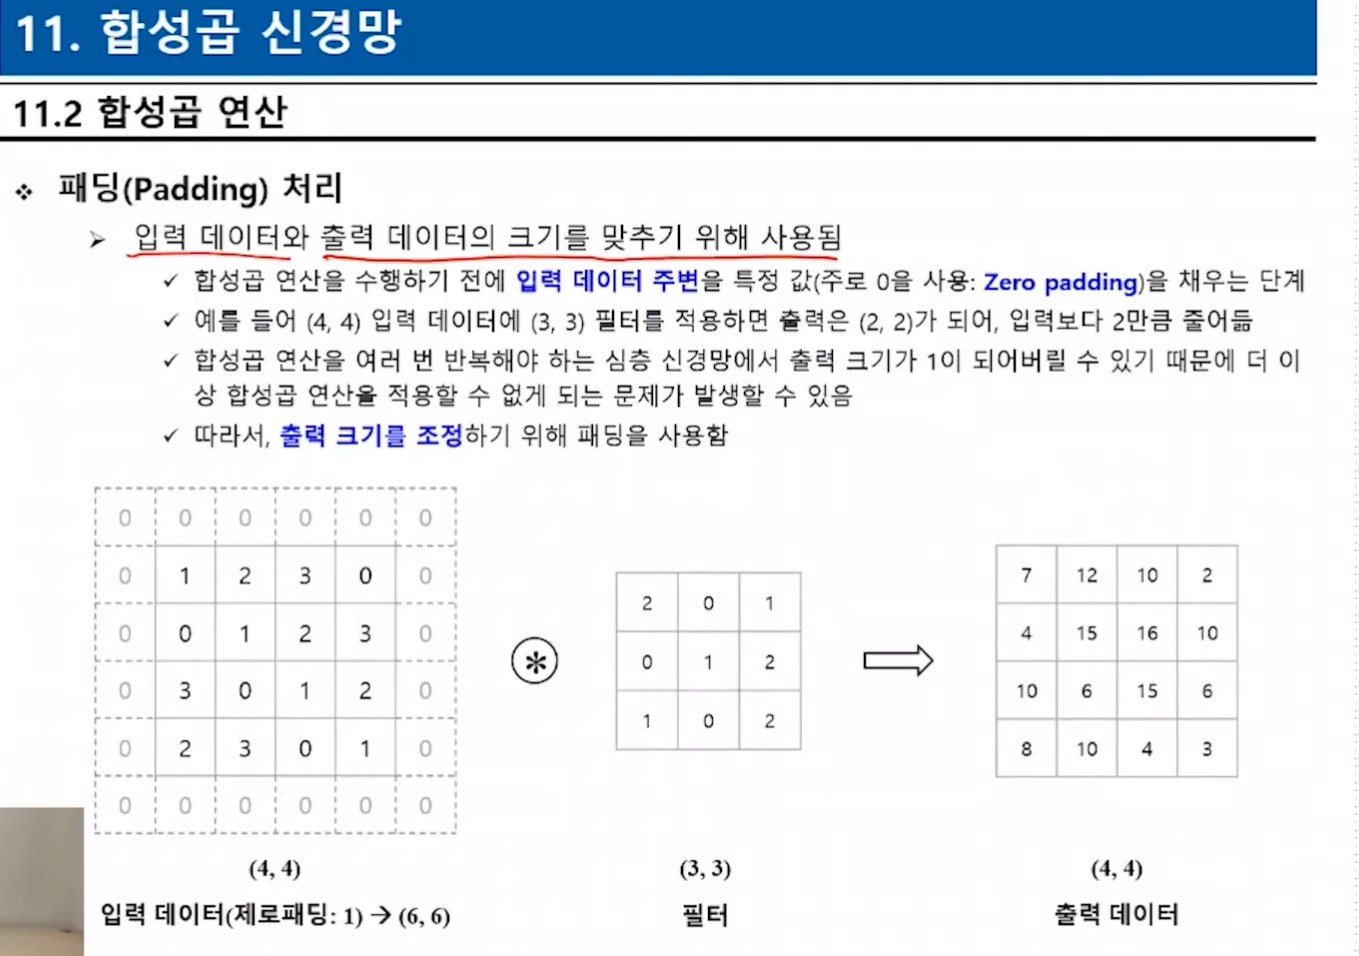 11. 합성곱 신경망
11.2 합성곱 연산
❖ 패딩(Padding) 처리
➢ 입력 데이터와 출력 데이터의 크기를 맞추기 위해 사용됨
✓ 합성곱 연산을 수행하기 전에 입력 데이터 주변을 특정 값(주로 0을 사용: Zero padding)을 채우는 단계
✓ 예를 들어 (4, 4) 입력 데이터에 (3, 3) 필터를 적용하면 출력은 (2, 2)가 되어, 입력보다 2만큼 줄어듦
✓ 합성곱 연산을 여러 번 반복해야 하는 심층 신경망에서 출력 크기가 1이 되어버릴 수 있기 때문에 더 이
상 합성곱 연산을 적용할 수 없게 되는 문제가 발생할 수 있음
✓ 따라서, 출력 크기를 조정하기 위해 패딩을 사용함
0 0 0 0 0 0
0 1 2 3 0 0
0 0 1 2 3 0
0 3 0 1 2 0
0 2 3 0 1 0
0 0 0 0 0 0
(4, 4)
입력 데이터(제로패딩: 1) → (6, 6)
*
2 0 1
0 1 2
1 0 2
(3, 3)
필터
7 12 10 2
4 15 16 10
10 6 15 6
8 10 4 3
(4, 4)
출력 데이터